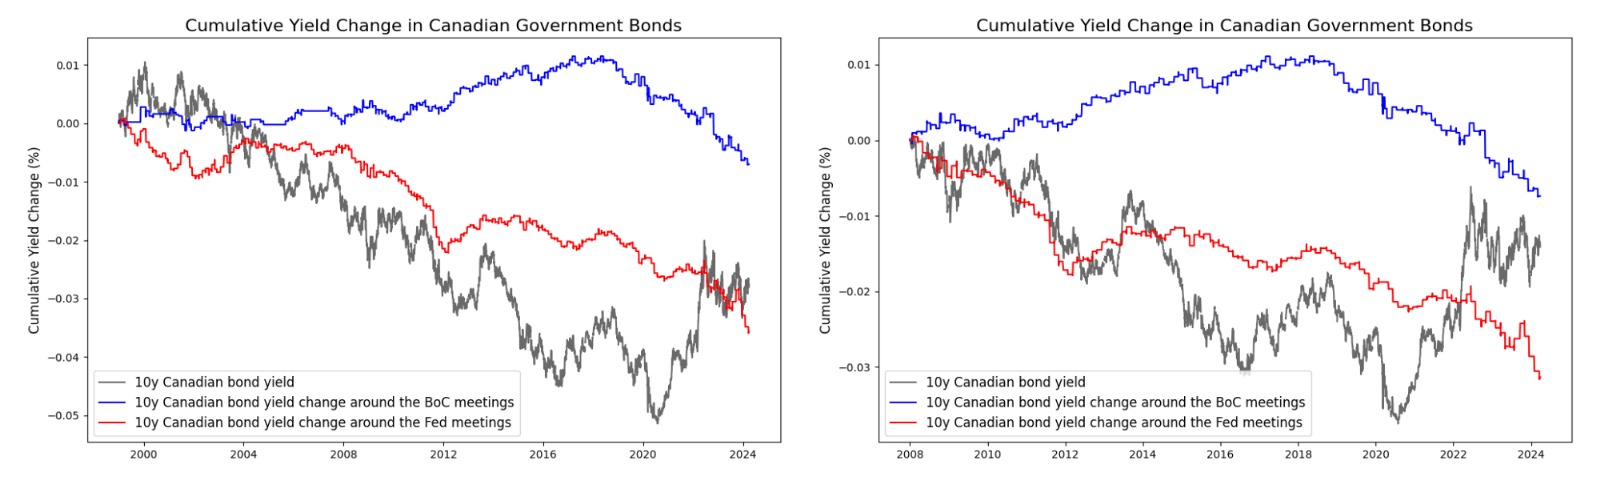 Cumulative Yield Change in Canadian Government Bonds
Cumulative Yield Change (%)
0.01
0.00
−0.01
−0.02
−0.03
−0.04
−0.05
10y Canadian bond yield
10y Canadian bond yield change around the BoC meetings
10y Canadian bond yield change around the Fed meetings
2000 2004 2008 2012 2016 2020 2024
Cumulative Yield Change in Canadian Government Bonds
Cumulative Yield Change (%)
0.01
0.00
−0.01
−0.02
−0.03
10y Canadian bond yield
10y Canadian bond yield change around the BoC meetings
10y Canadian bond yield change around the Fed meetings
2008 2010 2012 2014 2016 2018 2020 2022 2024